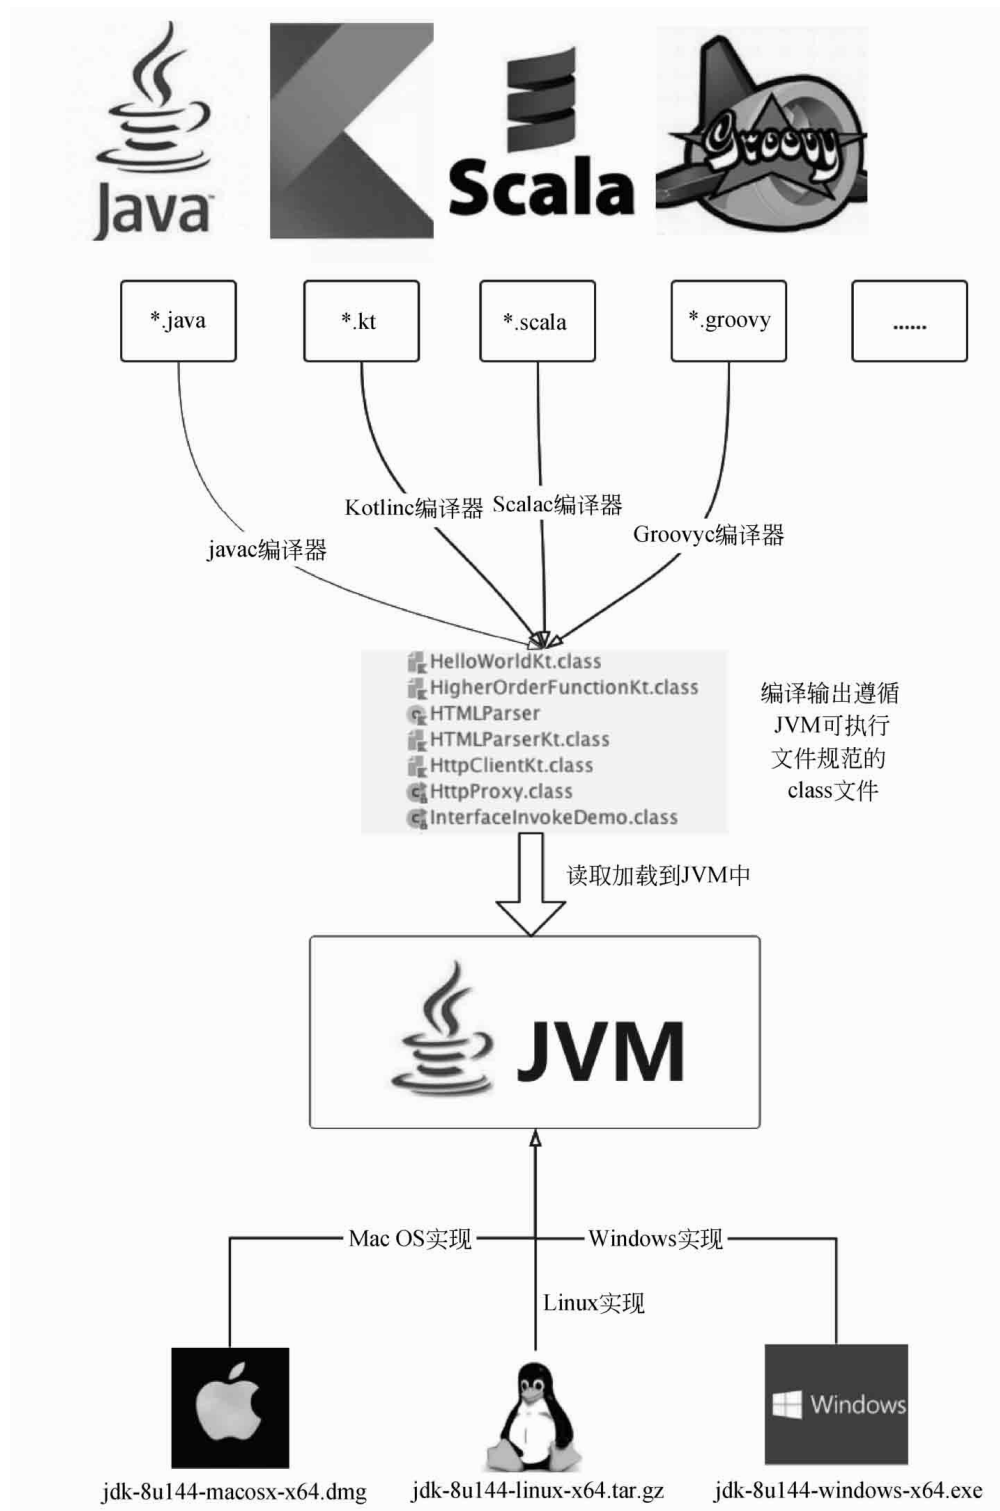 Java™
Scala
Groovy
*.java
*.kt
*.scala
*.groovy
......
Kotlinc编译器
Scalac编译器
Groovyc编译器
javac编译器
HelloWorldKt.class
HigherOrderFunctionKt.class
HTMLParser
HTMLParserKt.class
HttpClientKt.class
HttpProxy.class
InterfaceInvokeDemo.class
编译输出遵循
JVM可执行
文件规范的
class文件
读取加载到JVM中
JVM
Mac OS实现
Windows实现
Linux实现
Windows
jdk-8u144-macosx-x64.dmg
jdk-8u144-linux-x64.tar.gz
jdk-8u144-windows-x64.exe